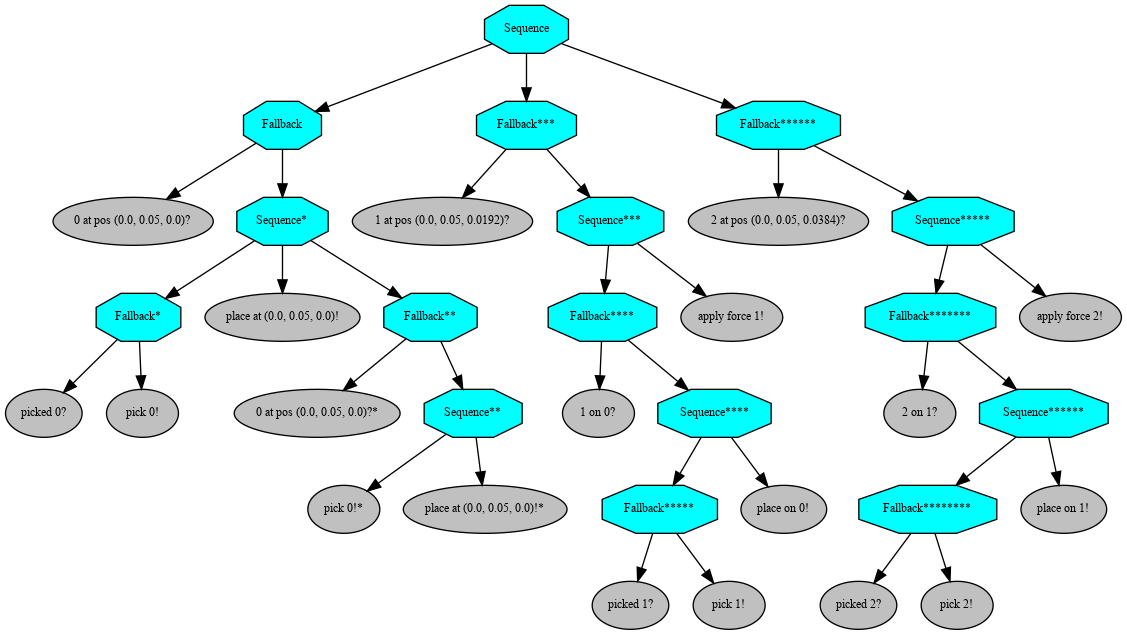 Sequence
Fallback
Fallback***
Fallback******
0 at pos (0.0, 0.05, 0.0)?
Sequence*
1 at pos (0.0, 0.05, 0.0192)?
Sequence***
2 at pos (0.0, 0.05, 0.0384)?
Sequence*****
Fallback*
place at (0.0, 0.05, 0.0)!
Fallback**
Fallback****
apply force 1!
Fallback*******
apply force 2!
picked 0?
pick 0!
0 at pos (0.0, 0.05, 0.0)?*
Sequence**
1 on 0?
Sequence****
2 on 1?
Sequence******
pick 0!*
place at (0.0, 0.05, 0.0)!*
Fallback*****
place on 0!
Fallback********
place on 1!
picked 1?
pick 1!
picked 2?
pick 2!